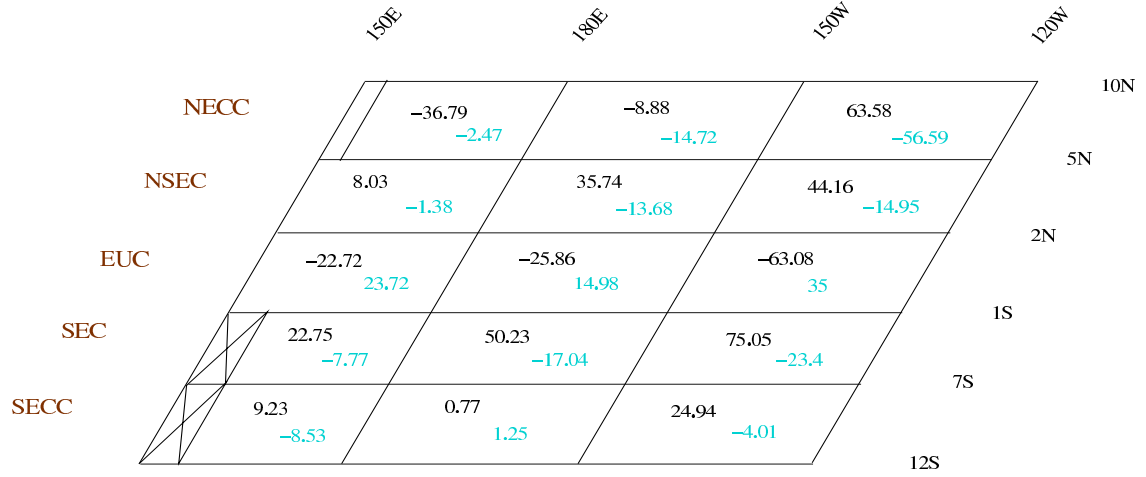 150E 180E 150W 120W
10N
NECC −36.79 −8.88 63.58
−2.47 −14.72 −56.59
5N
NSEC 8.03 35.74 44.16
−1.38 −13.68 −14.95
2N
EUC −22.72 −25.86 −63.08
23.72 14.98 35
1S
SEC 22.75 50.23 75.05
−7.77 −17.04 −23.4
7S
SECC 9.23 0.77 24.94
−8.53 1.25 −4.01
12S